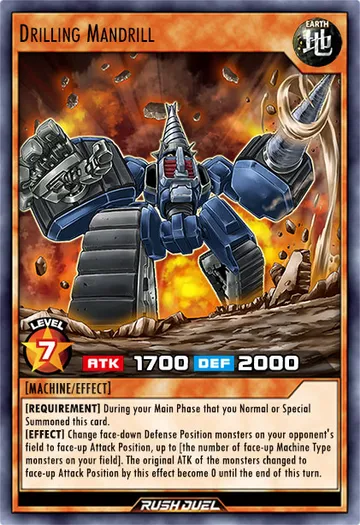 DRILLING MANDRILL
EARTH
地
LEVEL
7
ATK 1700 DEF 2000
[MACHINE/EFFECT]
[REQUIREMENT] During your Main Phase that you Normal or Special
Summoned this card.
[EFFECT] Change face-down Defense Position monsters on your opponent's
field to face-up Attack Position, up to [the number of face-up Machine Type
monsters on your field]. The original ATK of the monsters changed to
face-up Attack Position by this effect become 0 until the end of this turn.
RUSH DUEL